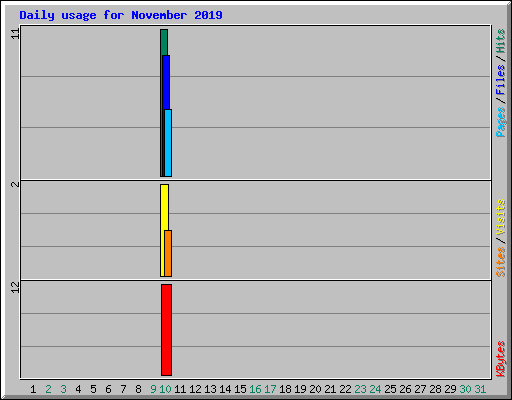 Daily usage for November 2019
11
Pages / Files / Hits
2
Sites / Visits
12
KBytes
1 2 3 4 5 6 7 8 9 10 11 12 13 14 15 16 17 18 19 20 21 22 23 24 25 26 27 28 29 30 31